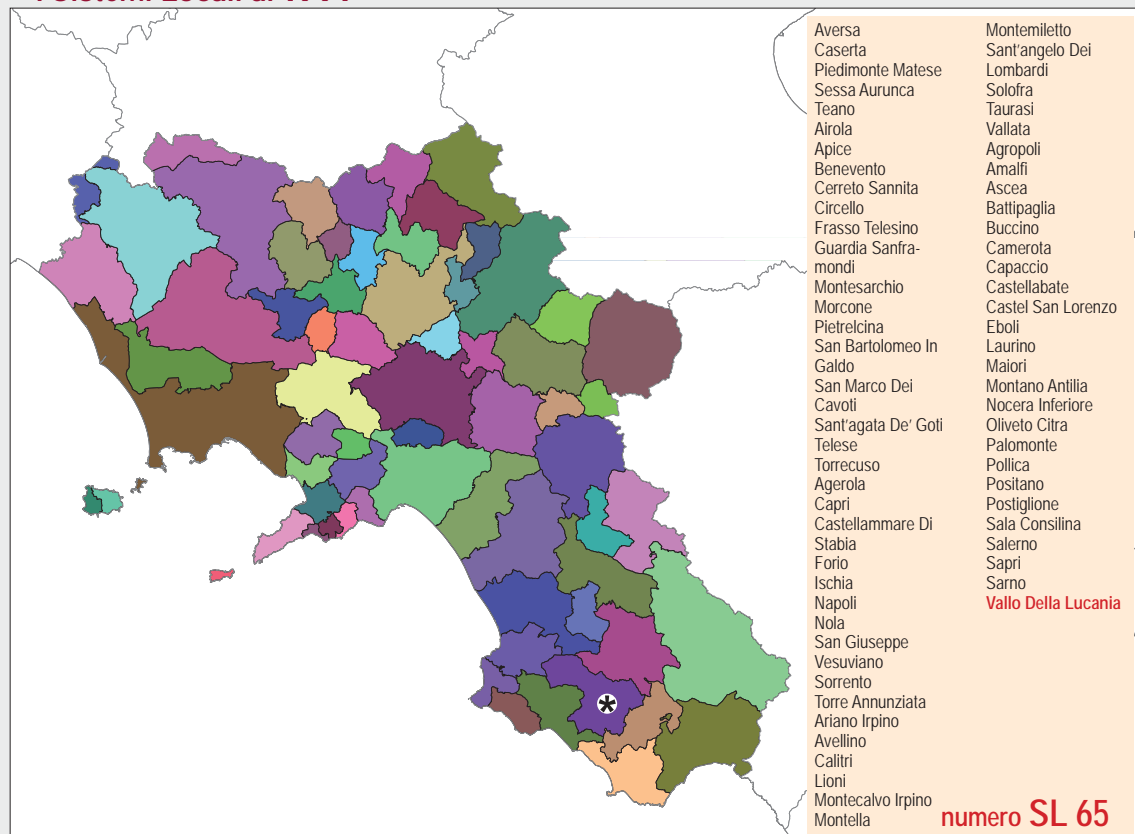 i Sistemi Locali di
Aversa
Caserta
Piedimonte Matese
Sessa Aurunca
Teano
Airola
Apice
Benevento
Cerreto Sannita
Circello
Frasso Telesino
Guardia Sanfra-
mondi
Montesarchio
Morcone
Pietrelcina
San Bartolomeo In
Galdo
San Marco Dei
Cavoti
Sant'agata De' Goti
Telese
Torrecuso
Agerola
Capri
Castellammare Di
Stabia
Forio
Ischia
Napoli
Nola
San Giuseppe
Vesuviano
Sorrento
Torre Annunziata
Ariano Irpino
Avellino
Calitri
Lioni
Montecalvo Irpino
Montella
Montemiletto
Sant'angelo Dei
Lombardi
Solofra
Taurasi
Vallata
Agropoli
Amalfi
Ascea
Battipaglia
Buccino
Camerota
Capaccio
Castellabate
Castel San Lorenzo
Eboli
Laurino
Maiori
Montano Antilia
Nocera Inferiore
Oliveto Citra
Palomonte
Pollica
Positano
Postiglione
Sala Consilina
Salerno
Sapri
Sarno
Vallo Della Lucania
numero SL 65